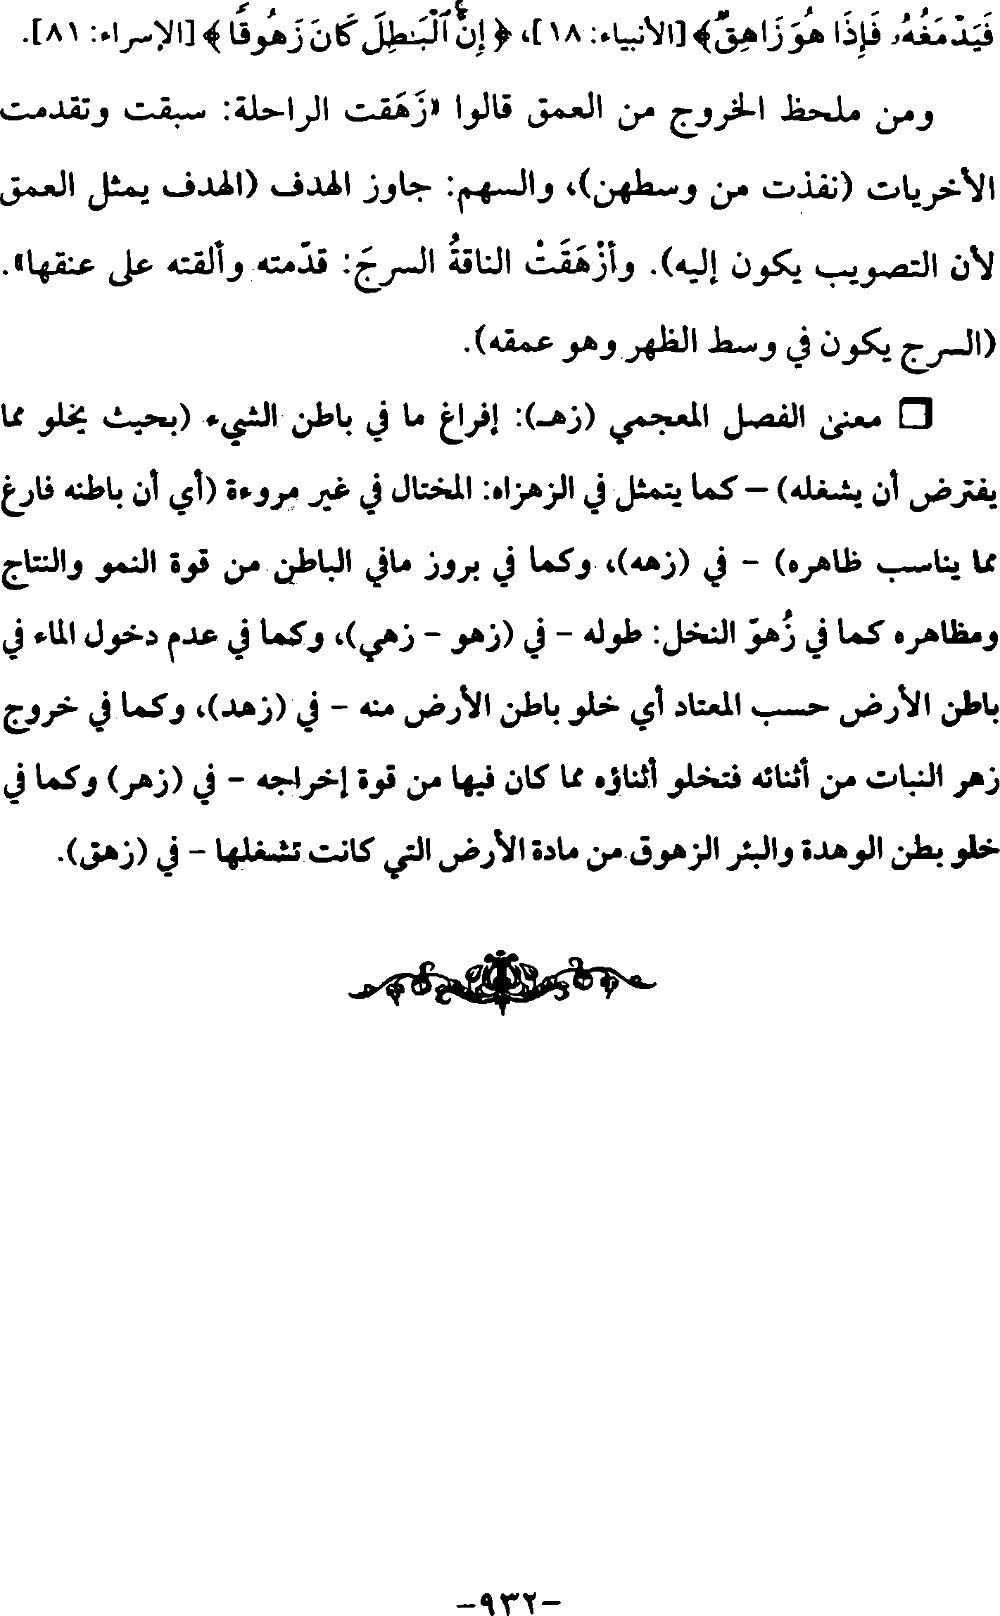 فَيَدْمَغُهُۥ فَإِذَا هُوَ زَاهِقٌ﴾ [الأنبياء: ١٨]، ﴿إِنَّ ٱلْبَـٰطِلَ كَانَ زَهُوقًا﴾ [الإسراء: ٨١].
ومن ملحظ الخروج من العمق قالوا «زَهَقت الراحلة: سبقت وتقدمت
الأخريات (نفذت من وسطهن)، والسهم: جاوز الهدف (الهدف يمثل العمق
لأن التصويب يكون إليه). وأزْهَقَتْ الناقةُ السرجَ: قدّمته وألقته على عنقها».
(السرج يكون في وسط الظهر وهو عمقه).
□ معنى الفصل المعجمي (زهـ): إفراغ ما في باطن الشيء (بحيث يخلو مما
يفترض أن يشغله) – كما يتمثل في الزهزاه: المختال في غير مروءة (أي أن باطنه فارغ
مما يناسب ظاهره) - في (زهه)، وكما في بروز مافي الباطن من قوة النمو والنتاج
ومظاهره كما في زُهوّ النخل: طوله - في (زهو - زهي)، وكما في عدم دخول الماء في
باطن الأرض حسب المعتاد أي خلو باطن الأرض منه - في (زهد)، وكما في خروج
زهر النبات من أثنائه فتخلو أثناؤه مما كان فيها من قوة إخراجه - في (زهر) وكما في
خلو بطن الوهدة والبئر الزهوق من مادة الأرض التي كانت تشغلها - في (زهق).
-٩٣٢-